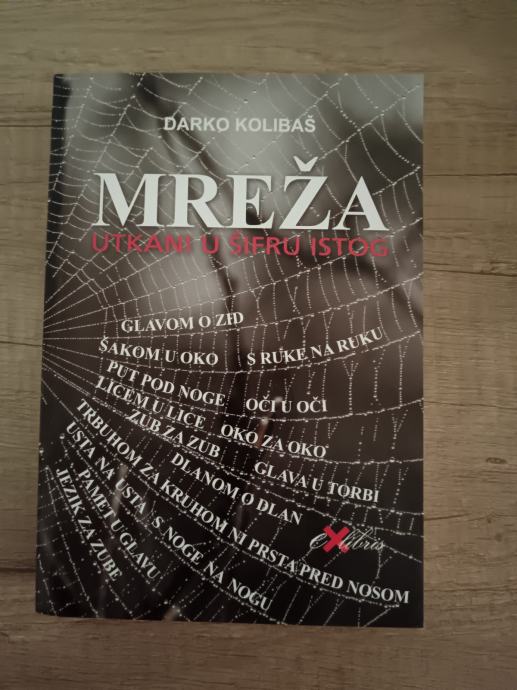 DARKO KOLIBAŠ
MREŽA
UTKANI U ŠIFRU ISTOG
GLAVOM O ZID
ŠAKOM U OKO
S RUKE NA RUKU
PUT POD NOGE
OČI U OČI
LICEM U LICE
OKO ZA OKO
ZUB ZA ZUB
GLAVA U TORBI
DLANOM O DLAN
TRBUHOM ZA KRUHOM
NI PRSTA PRED NOSOM
USTA NA USTA
S NOGE NA NOGU
PAMET U GLAVU
JEZIK ZA ZUBE
eXlibris